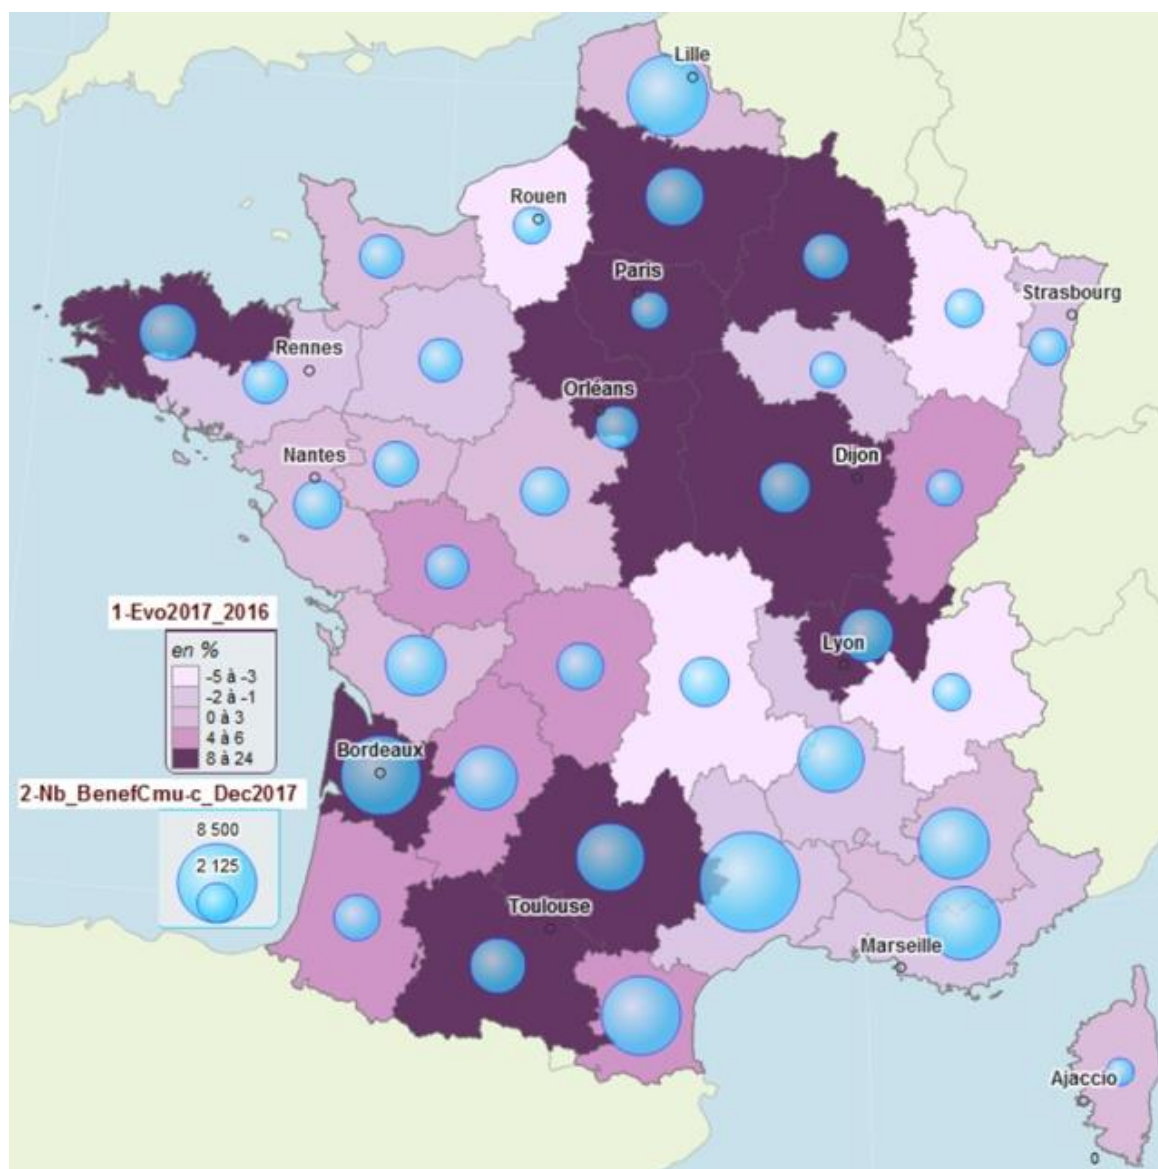 Lille
Rouen
Paris
Strasbourg
Rennes
Orléans
Nantes
Dijon
1-Evo2017_2016
en %
-5 à -3
-2 à -1
0 à 3
4 à 6
8 à 24
Lyon
Bordeaux
2-Nb_BenefCmu-c_Dec2017
8 500
2 125
Toulouse
Marseille
Ajaccio
0